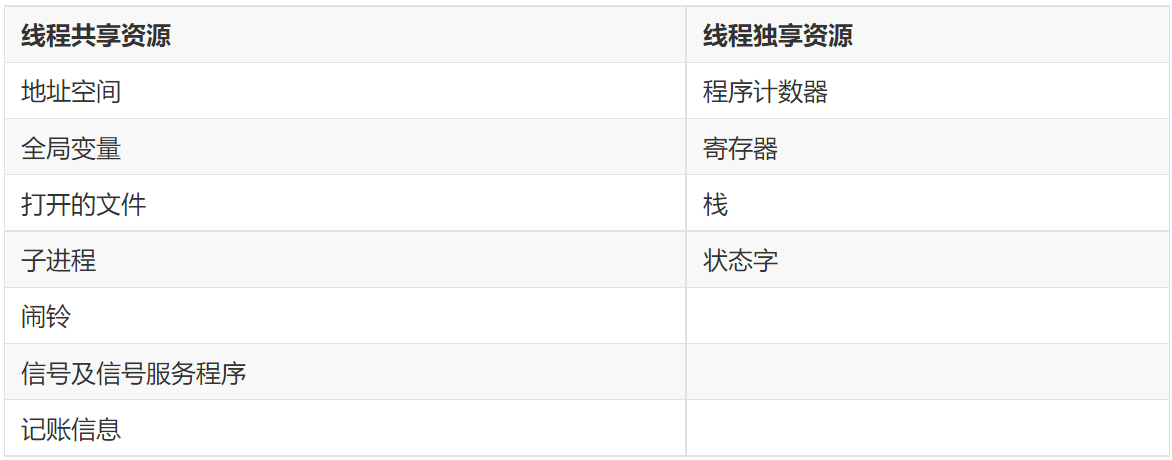 线程共享资源 线程独享资源
地址空间 程序计数器
全局变量 寄存器
打开的文件 栈
子进程 状态字
闹铃
信号及信号服务程序
记账信息